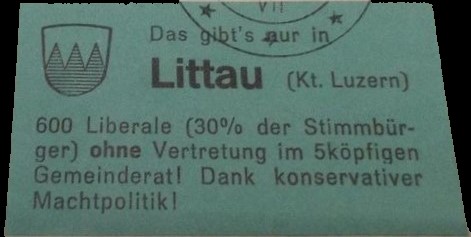 VII
Das gibt's nur in
Littau (Kt. Luzern)
600 Liberale (30% der Stimmbür-
ger) ohne Vertretung im 5köpfigen
Gemeinderat! Dank konservativer
Machtpolitik!